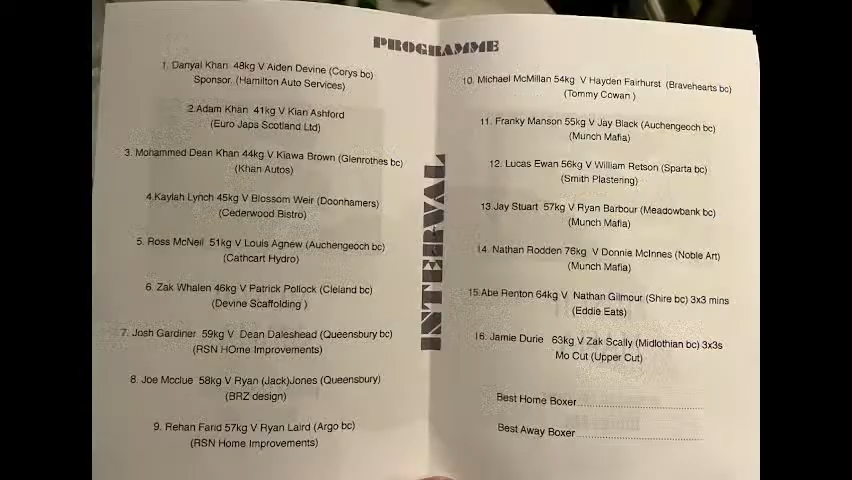 PROGRAMME
1. Danyal Khan 48kg V Aiden Devine (Corys bc)
Sponsor. (Hamilton Auto Services)
2.Adam Khan 41kg V Kian Ashford
(Euro Japs Scotland Ltd)
3. Mohammed Dean Khan 44kg V Kiawa Brown (Glenrothes bc)
(Khan Autos)
4.Kaylah Lynch 45kg V Blossom Weir (Doonhamers)
(Cederwood Bistro)
5. Ross McNeil 51kg V Louis Agnew (Auchengeoch bc)
(Cathcart Hydro)
6. Zak Whalen 46kg V Patrick Pollock (Cleland bc)
(Devine Scaffolding )
7. Josh Gardiner 59kg V Dean Daleshead (Queensbury bc)
(RSN HOme Improvements)
8. Joe Mcclue 58kg V Ryan (Jack)Jones (Queensbury)
(BRZ design)
9. Rehan Farid 57kg V Ryan Laird (Argo bc)
(RSN Home Improvements)
INTERVAL
10. Michael McMillan 54kg V Hayden Fairhurst (Bravehearts bc)
(Tommy Cowan )
11. Franky Manson 55kg V Jay Black (Auchengeoch bc)
(Munch Mafia)
12. Lucas Ewan 56kg V William Retson (Sparta bc)
(Smith Plastering)
13.Jay Stuart 57kg V Ryan Barbour (Meadowbank bc)
(Munch Mafia)
14. Nathan Rodden 76kg V Donnie McInnes (Noble Art)
(Munch Mafia)
15.Abe Renton 64kg V Nathan Gilmour (Shire bc) 3x3 mins
(Eddie Eats)
16. Jamie Durie 63kg V Zak Scally (Midlothian bc) 3x3s
Mo Cut (Upper Cut)
Best Home Boxer........................................
Best Away Boxer........................................